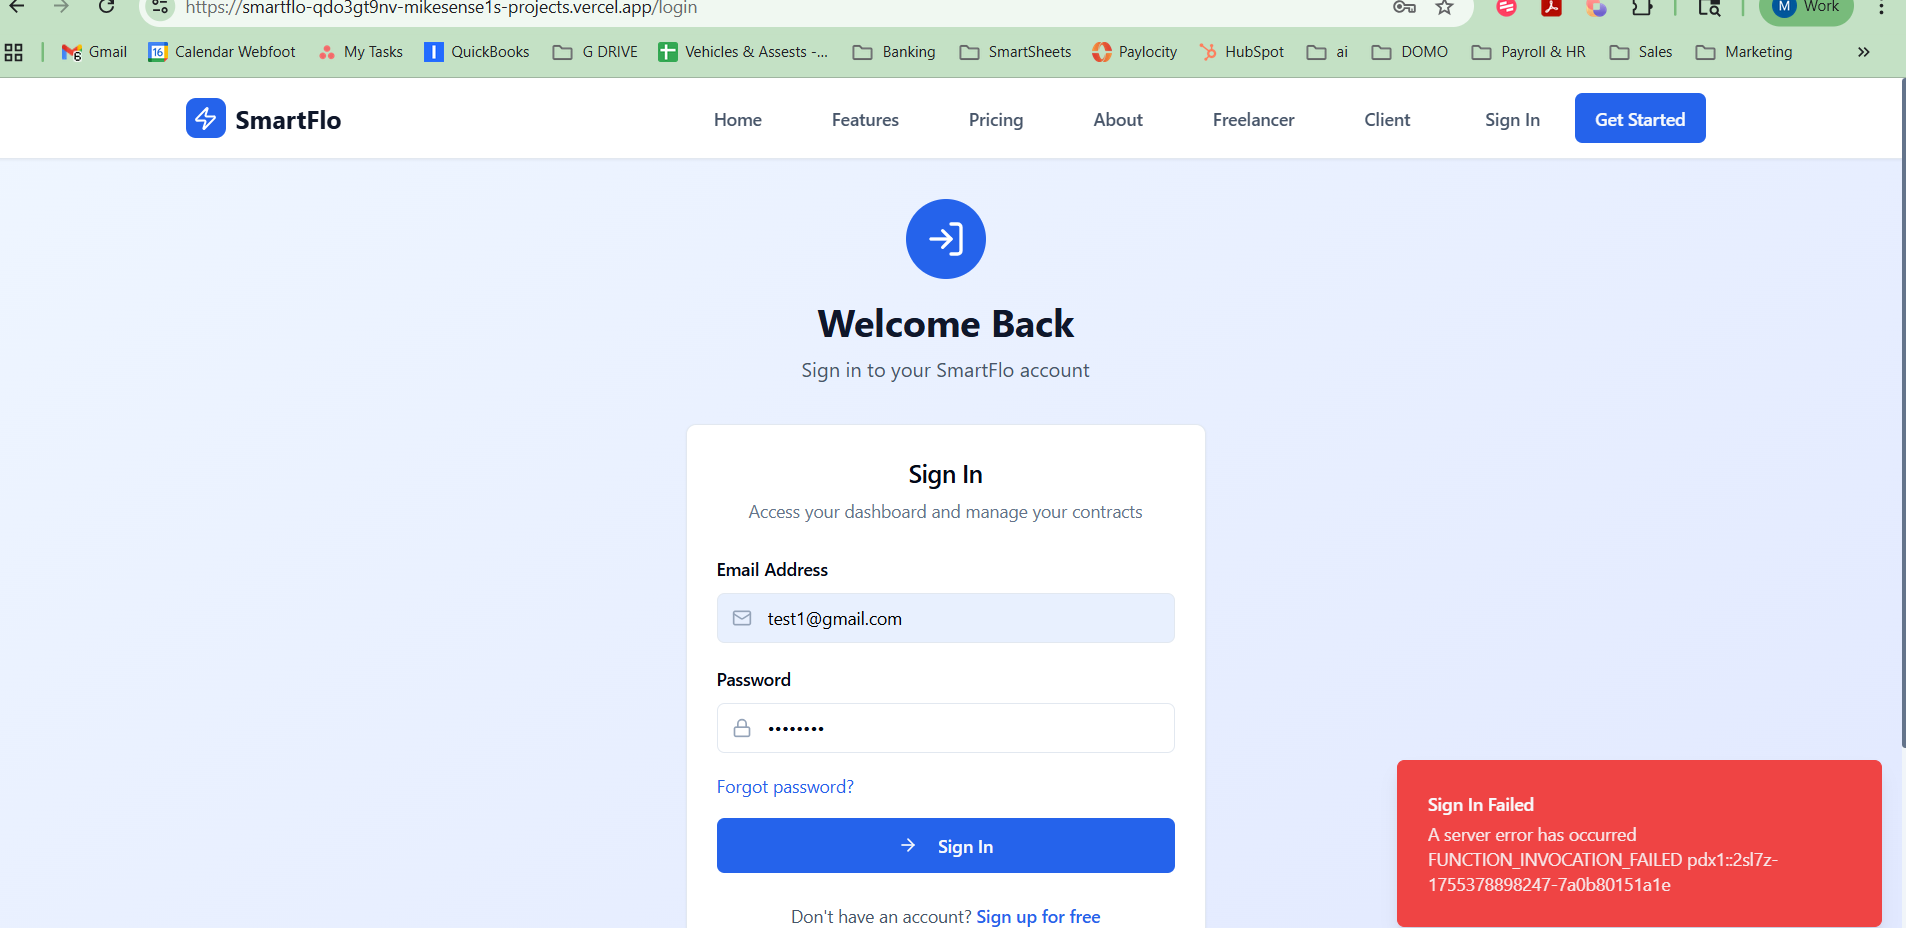 https://smartflo-qdo3gt9nv-mikesense1s-projects.vercel.app/login
M Work
6 Gmail
16 Calendar Webfoot
My Tasks
QuickBooks
G DRIVE
Vehicles & Assests -...
Banking
SmartSheets
Paylocity
HubSpot
ai
DOMO
Payroll & HR
Sales
Marketing
SmartFlo
Home
Features
Pricing
About
Freelancer
Client
Sign In
Get Started
Welcome Back
Sign in to your SmartFlo account
Sign In
Access your dashboard and manage your contracts
Email Address
test1@gmail.com
Password
••••••••
Forgot password?
Sign In
Don't have an account? Sign up for free
Sign In Failed
A server error has occurred
FUNCTION_INVOCATION_FAILED pdx1::2sl7z-
1755378898247-7a0b80151a1e